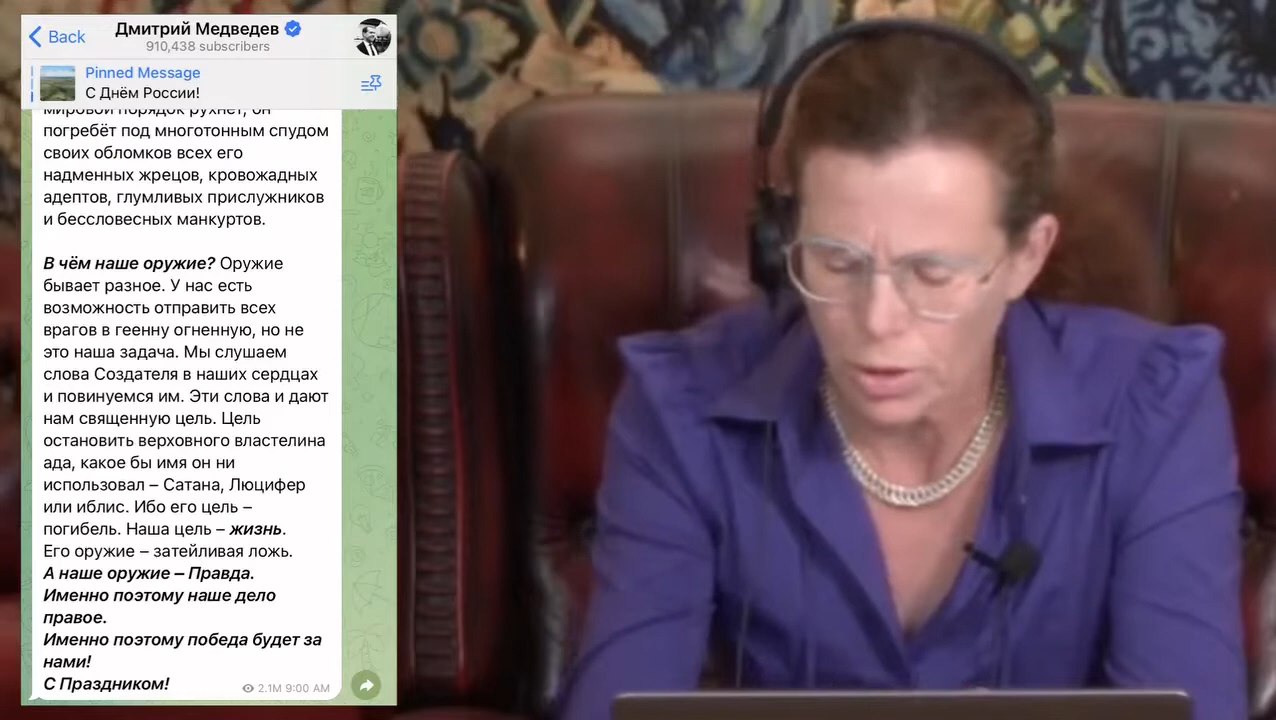 Back
Дмитрий Медведев
910,438 subscribers
Pinned Message
С Днём России!
мировой порядок рухнет, он
погребёт под многотонным спудом
своих обломков всех его
надменных жрецов, кровожадных
адептов, глумливых прислужников
и бессловесных манкуртов.
В чём наше оружие? Оружие
бывает разное. У нас есть
возможность отправить всех
врагов в геенну огненную, но не
это наша задача. Мы слушаем
слова Создателя в наших сердцах
и повинуемся им. Эти слова и дают
нам священную цель. Цель
остановить верховного властелина
ада, какое бы имя он ни
использовал – Сатана, Люцифер
или иблис. Ибо его цель –
погибель. Наша цель – жизнь.
Его оружие – затейливая ложь.
А наше оружие – Правда.
Именно поэтому наше дело
правое.
Именно поэтому победа будет за
нами!
С Праздником!
2.1M 9:00 AM